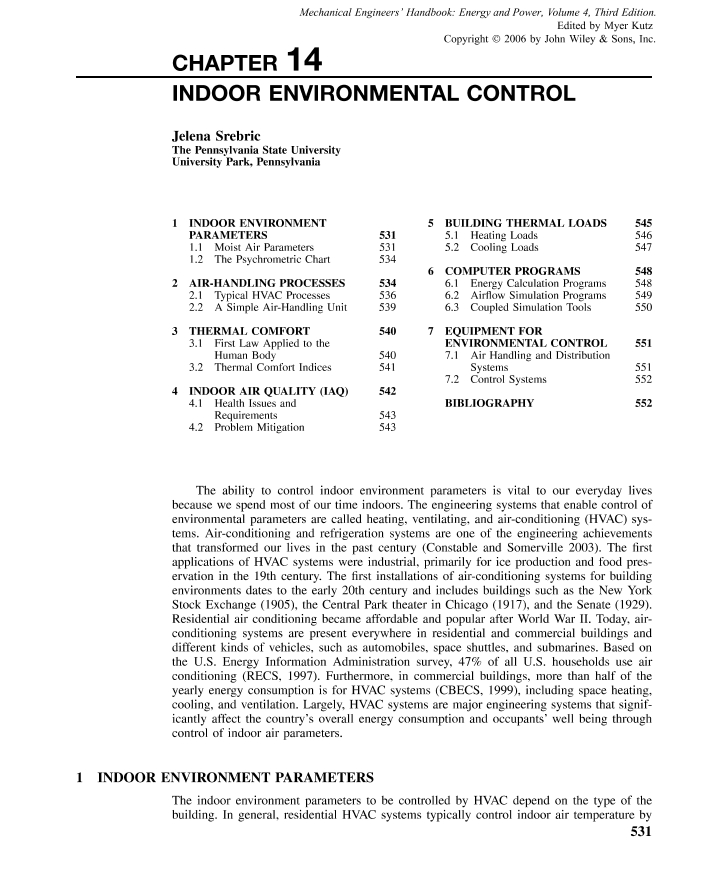 Mechanical Engineers' Handbook: Energy and Power, Volume 4, Third Edition.
Edited by Myer Kutz
Copyright © 2006 by John Wiley & Sons, Inc.
CHAPTER 14
INDOOR ENVIRONMENTAL CONTROL
Jelena Srebric
The Pennsylvania State University
University Park, Pennsylvania
1 INDOOR ENVIRONMENT
PARAMETERS 531
1.1 Moist Air Parameters 531
1.2 The Psychrometric Chart 534
2 AIR-HANDLING PROCESSES 534
2.1 Typical HVAC Processes 536
2.2 A Simple Air-Handling Unit 539
3 THERMAL COMFORT 540
3.1 First Law Applied to the
Human Body 540
3.2 Thermal Comfort Indices 541
4 INDOOR AIR QUALITY (IAQ) 542
4.1 Health Issues and
Requirements 543
4.2 Problem Mitigation 543
5 BUILDING THERMAL LOADS 545
5.1 Heating Loads 546
5.2 Cooling Loads 547
6 COMPUTER PROGRAMS 548
6.1 Energy Calculation Programs 548
6.2 Airflow Simulation Programs 549
6.3 Coupled Simulation Tools 550
7 EQUIPMENT FOR
ENVIRONMENTAL CONTROL 551
7.1 Air Handling and Distribution
Systems 551
7.2 Control Systems 552
BIBLIOGRAPHY 552
The ability to control indoor environment parameters is vital to our everyday lives
because we spend most of our time indoors. The engineering systems that enable control of
environmental parameters are called heating, ventilating, and air-conditioning (HVAC) sys-
tems. Air-conditioning and refrigeration systems are one of the engineering achievements
that transformed our lives in the past century (Constable and Somerville 2003). The first
applications of HVAC systems were industrial, primarily for ice production and food pres-
ervation in the 19th century. The first installations of air-conditioning systems for building
environments dates to the early 20th century and includes buildings such as the New York
Stock Exchange (1905), the Central Park theater in Chicago (1917), and the Senate (1929).
Residential air conditioning became affordable and popular after World War II. Today, air-
conditioning systems are present everywhere in residential and commercial buildings and
different kinds of vehicles, such as automobiles, space shuttles, and submarines. Based on
the U.S. Energy Information Administration survey, 47% of all U.S. households use air
conditioning (RECS, 1997). Furthermore, in commercial buildings, more than half of the
yearly energy consumption is for HVAC systems (CBECS, 1999), including space heating,
cooling, and ventilation. Largely, HVAC systems are major engineering systems that signif-
icantly affect the country's overall energy consumption and occupants' well being through
control of indoor air parameters.
1 INDOOR ENVIRONMENT PARAMETERS
The indoor environment parameters to be controlled by HVAC depend on the type of the
building. In general, residential HVAC systems typically control indoor air temperature by
531